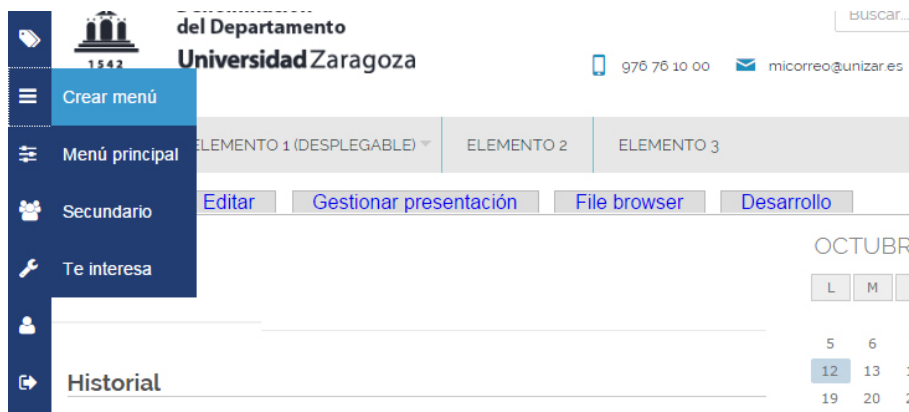 del Departamento
Universidad Zaragoza
1542
Buscar...
976 76 10 00
micorreo@unizar.es
Crear menú
Menú principal
Secundario
Te interesa
ELEMENTO 1 (DESPLEGABLE)
ELEMENTO 2
ELEMENTO 3
Editar
Gestionar presentación
File browser
Desarrollo
OCTUBR
L M
5 6
12 13
19 20
Historial